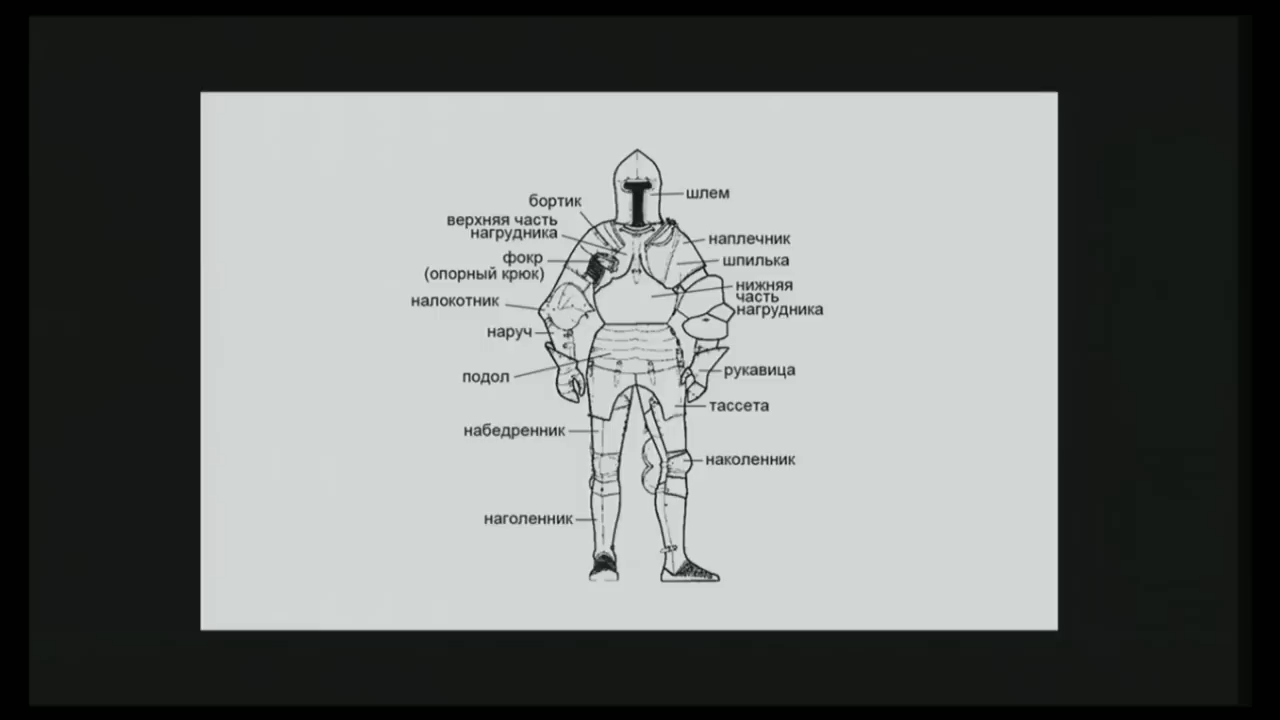 шлем
бортик
верхняя часть
нагрудника
наплечник
фокр
(опорный крюк)
шпилька
нижняя
часть
нагрудника
налокотник
наруч
рукавица
подол
тассета
набедренник
наколенник
наголенник